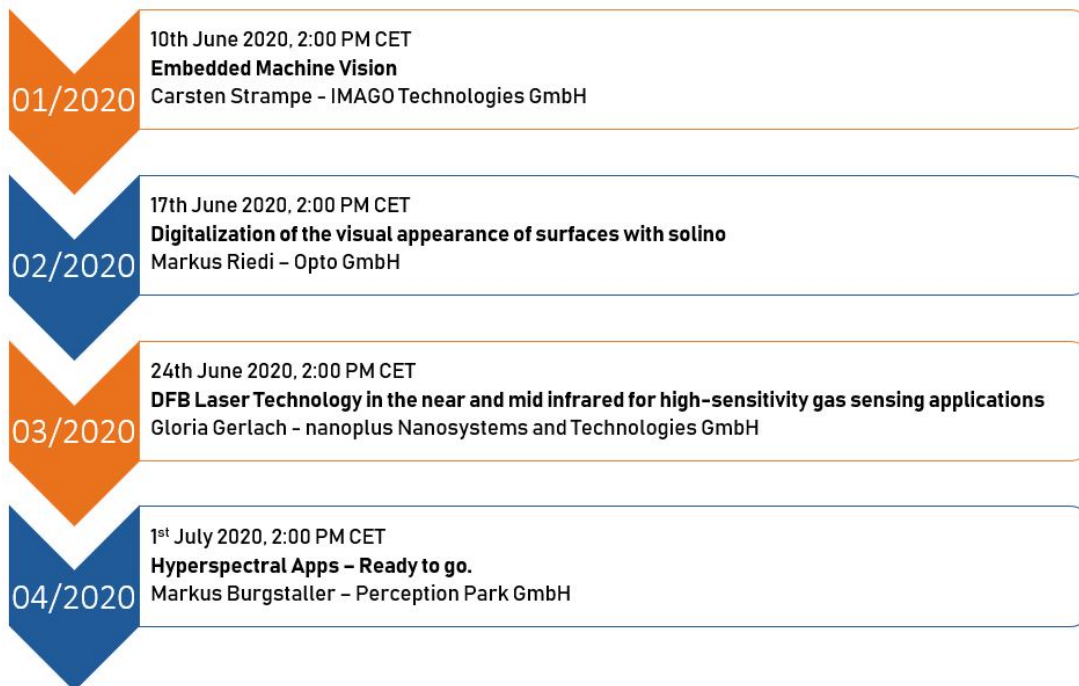 01/2020
10th June 2020, 2:00 PM CET
Embedded Machine Vision
Carsten Strampe - IMAGO Technologies GmbH
02/2020
17th June 2020, 2:00 PM CET
Digitalization of the visual appearance of surfaces with solino
Markus Riedi – Opto GmbH
03/2020
24th June 2020, 2:00 PM CET
DFB Laser Technology in the near and mid infrared for high-sensitivity gas sensing applications
Gloria Gerlach - nanoplus Nanosystems and Technologies GmbH
04/2020
1st July 2020, 2:00 PM CET
Hyperspectral Apps – Ready to go.
Markus Burgstaller – Perception Park GmbH